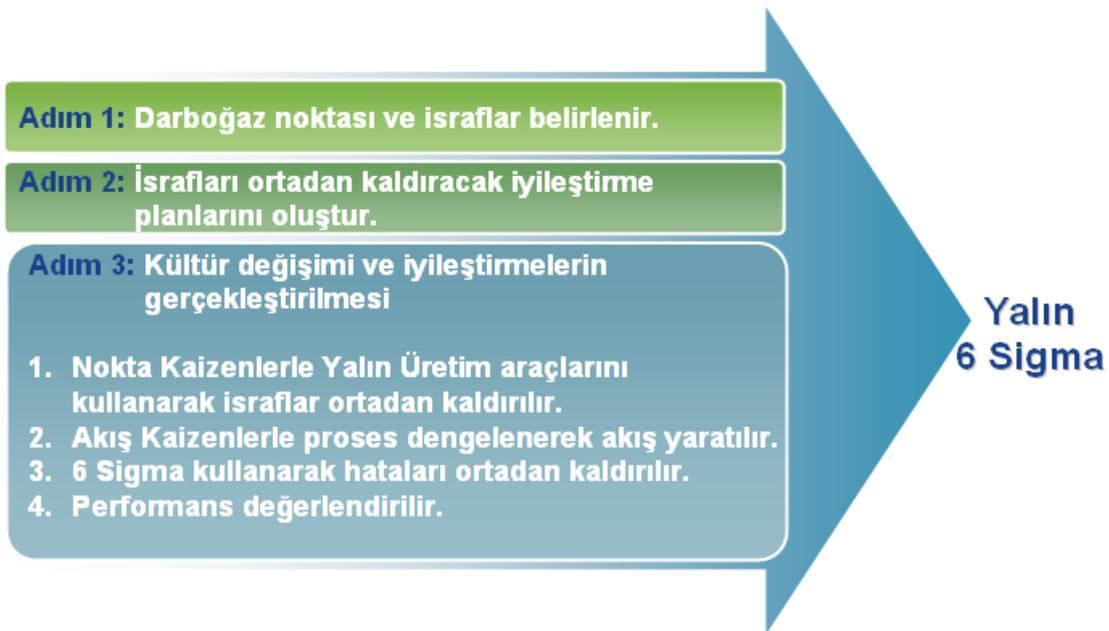 Adım 1: Darboğaz noktası ve israflar belirlenir.
Adım 2: İsrafları ortadan kaldıracak iyileştirme
planlarını oluştur.
Adım 3: Kültür değişimi ve iyileştirmelerin
gerçekleştirilmesi
1. Nokta Kaizenlerle Yalın Üretim araçlarını
kullanarak israflar ortadan kaldırılır.
2. Akış Kaizenlerle proses dengelenerek akış yaratılır.
3. 6 Sigma kullanarak hataları ortadan kaldırılır.
4. Performans değerlendirilir.
Yalın
6 Sigma